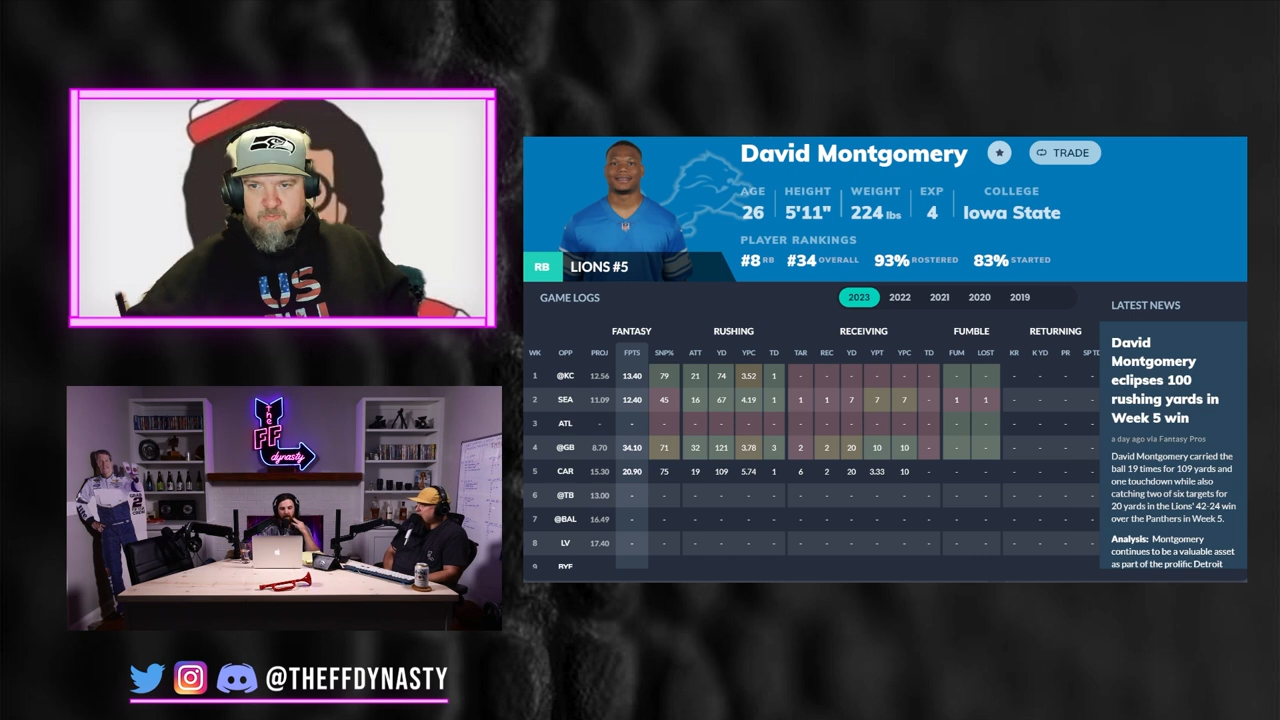 US
The
FF
dynasty
@THEFFDYNASTY
David Montgomery
TRADE
AGE HEIGHT WEIGHT EXP COLLEGE
26 5'11" 224 lbs 4 Iowa State
PLAYER RANKINGS
#8 RB #34 OVERALL 93% ROSTERED 83% STARTED
RB LIONS #5
GAME LOGS 2023 2022 2021 2020 2019
FANTASY RUSHING RECEIVING FUMBLE RETURNING
WK OPP PROJ FPTS SNP% ATT YD YPC TD TAR REC YD YPT YPC TD FUM LOST KR K YD PR SP TD
1 @KC 12.56 13.40 79 21 74 3.52 1 - - - - - - - - - - - -
2 SEA 11.09 12.40 45 16 67 4.19 1 1 1 7 7 7 - 1 1 - - - -
3 ATL - - - - - - - - - - - - - - - - - - -
4 @GB 8.70 34.10 71 32 121 3.78 3 2 2 20 10 10 - - - - - - -
5 CAR 15.30 20.90 75 19 109 5.74 1 6 2 20 3.33 10 - - - - - - -
6 @TB 13.00 - - - - - - - - - - - - - - - - - -
7 @BAL 16.49 - - - - - - - - - - - - - - - - - -
8 LV 17.40 - - - - - - - - - - - - - - - - - -
9 BYE
LATEST NEWS
David
Montgomery
eclipses 100
rushing yards in
Week 5 win
a day ago via Fantasy Pros
David Montgomery carried the
ball 19 times for 109 yards and
one touchdown while also
catching two of six targets for
20 yards in the Lions' 42-24 win
over the Panthers in Week 5.
Analysis: Montgomery
continues to be a valuable asset
as part of the prolific Detroit